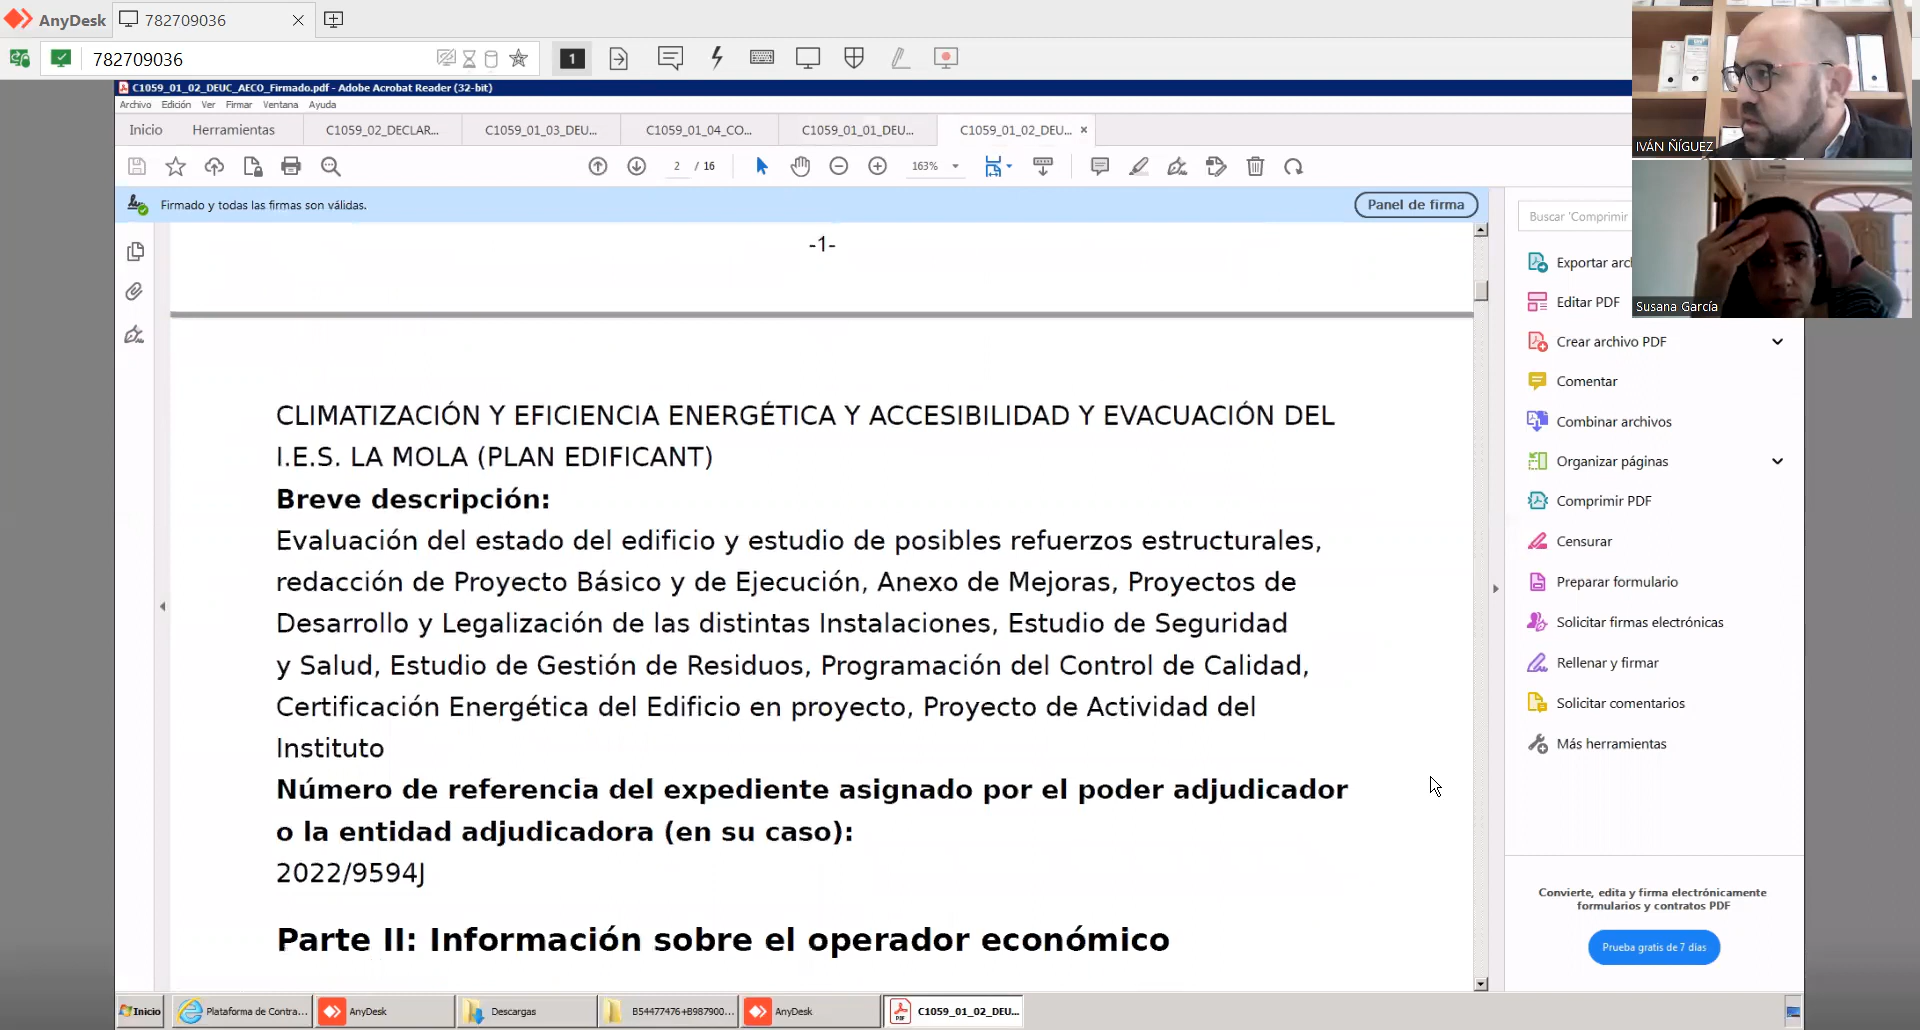 AnyDesk
782709036
782709036
1
C1059_01_02_DEUC_AECO_Firmado.pdf - Adobe Acrobat Reader (32-bit)
Archivo Edición Ver Firmar Ventana Ayuda
Inicio Herramientas C1059_02_DECLAR... C1059_01_03_DEU... C1059_01_04_CO... C1059_01_01_DEU... C1059_01_02_DEU...
2 / 16 163%
Firmado y todas las firmas son válidas.
Panel de firma
-1-
CLIMATIZACIÓN Y EFICIENCIA ENERGÉTICA Y ACCESIBILIDAD Y EVACUACIÓN DEL
I.E.S. LA MOLA (PLAN EDIFICANT)
Breve descripción:
Evaluación del estado del edificio y estudio de posibles refuerzos estructurales,
redacción de Proyecto Básico y de Ejecución, Anexo de Mejoras, Proyectos de
Desarrollo y Legalización de las distintas Instalaciones, Estudio de Seguridad
y Salud, Estudio de Gestión de Residuos, Programación del Control de Calidad,
Certificación Energética del Edificio en proyecto, Proyecto de Actividad del
Instituto
Número de referencia del expediente asignado por el poder adjudicador
o la entidad adjudicadora (en su caso):
2022/9594J
Parte II: Información sobre el operador económico
Buscar 'Comprimir
Exportar arc
Editar PDF
Crear archivo PDF
Comentar
Combinar archivos
Organizar páginas
Comprimir PDF
Censurar
Preparar formulario
Solicitar firmas electrónicas
Rellenar y firmar
Solicitar comentarios
Más herramientas
Convierte, edita y firma electrónicamente
formularios y contratos PDF
Prueba gratis de 7 días
IVÁN ÑÍGUEZ
Susana García
Inicio Plataforma de Contra... AnyDesk Descargas B54477476+B987900... AnyDesk C1059_01_02_DEU...